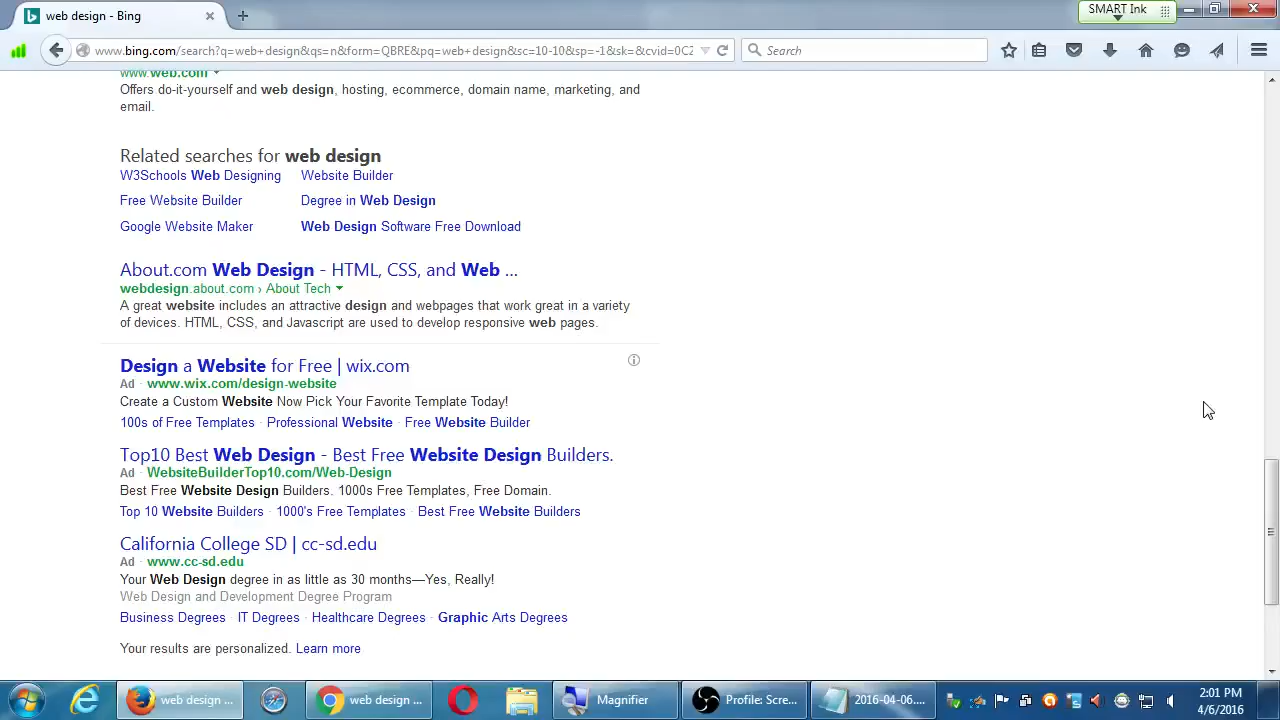 web design - Bing
SMART Ink
www.bing.com/search?q=web+design&qs=n&form=QBRE&pq=web+design&sc=10-10&sp=-1&sk=&cvid=0C2
Search
www.web.com
Offers do-it-yourself and web design, hosting, ecommerce, domain name, marketing, and
email.
Related searches for web design
W3Schools Web Designing
Website Builder
Free Website Builder
Degree in Web Design
Google Website Maker
Web Design Software Free Download
About.com Web Design - HTML, CSS, and Web ...
webdesign.about.com › About Tech
A great website includes an attractive design and webpages that work great in a variety
of devices. HTML, CSS, and Javascript are used to develop responsive web pages.
Design a Website for Free | wix.com
Ad · www.wix.com/design-website
Create a Custom Website Now Pick Your Favorite Template Today!
100s of Free Templates · Professional Website · Free Website Builder
Top10 Best Web Design - Best Free Website Design Builders.
Ad · WebsiteBuilderTop10.com/Web-Design
Best Free Website Design Builders. 1000s Free Templates, Free Domain.
Top 10 Website Builders · 1000's Free Templates · Best Free Website Builders
California College SD | cc-sd.edu
Ad · www.cc-sd.edu
Your Web Design degree in as little as 30 months—Yes, Really!
Web Design and Development Degree Program
Business Degrees · IT Degrees · Healthcare Degrees · Graphic Arts Degrees
Your results are personalized. Learn more
web design ...
web design ...
Magnifier
Profile: Scre...
2016-04-06....
2:01 PM
4/6/2016